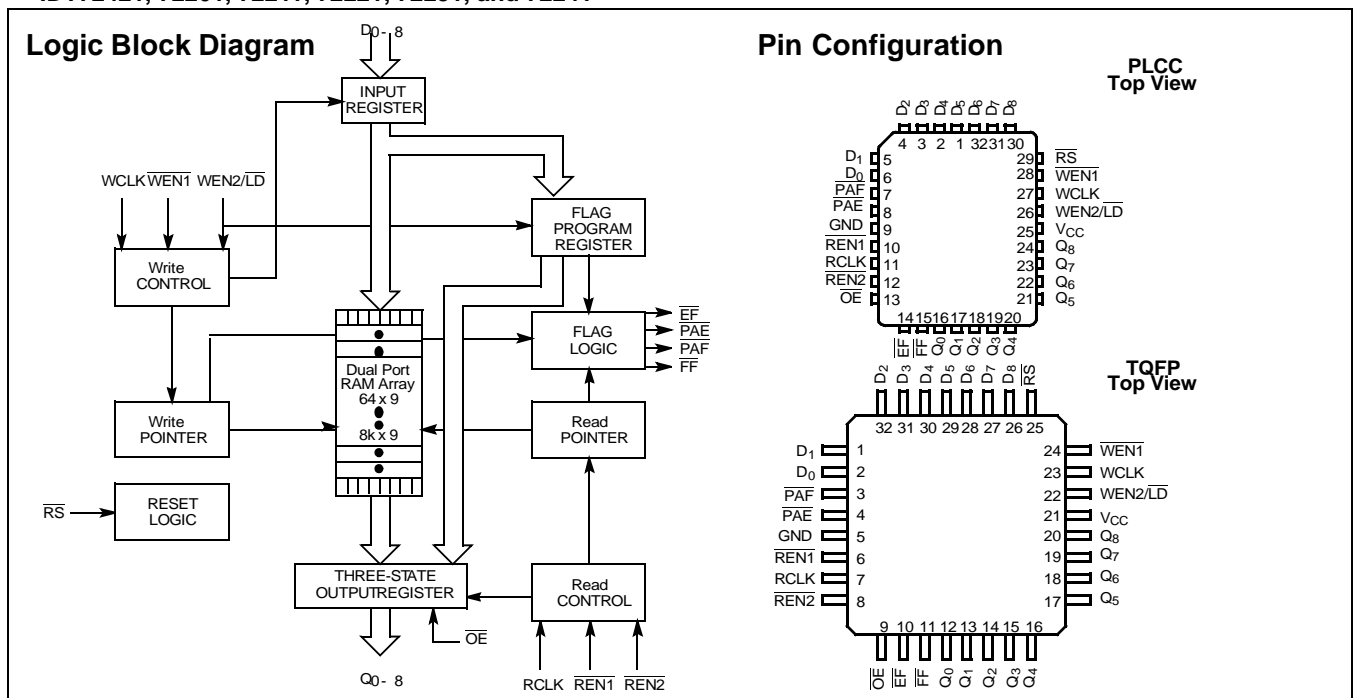 IDT72421, 72201, 72211, 72221, 72231, and 72241
Logic Block Diagram
D0- 8
INPUT
REGISTER
WCLK WEN1 WEN2/LD
FLAG
PROGRAM
REGISTER
Write
CONTROL
FLAG
LOGIC
EF
PAE
PAF
FF
Dual Port
RAM Array
64 x 9
8k x 9
Write
POINTER
Read
POINTER
RS
RESET
LOGIC
THREE-STATE
OUTPUTREGISTER
Read
CONTROL
OE
Q0- 8
RCLK REN1 REN2
Pin Configuration
PLCC
Top View
D2 D3 D4 D5 D6 D7 D8
4 3 2 1 32 31 30
D1 5
D0 6
PAF 7
PAE 8
GND 9
REN1 10
RCLK 11
REN2 12
OE 13
29 RS
28 WEN1
27 WCLK
26 WEN2/LD
25 VCC
24 Q8
23 Q7
22 Q6
21 Q5
14 15 16 17 18 19 20
EF FF Q0 Q1 Q2 Q3 Q4
TQFP
Top View
D2 D3 D4 D5 D6 D7 D8 RS
32 31 30 29 28 27 26 25
D1 1
D0 2
PAF 3
PAE 4
GND 5
REN1 6
RCLK 7
REN2 8
24 WEN1
23 WCLK
22 WEN2/LD
21 VCC
20 Q8
19 Q7
18 Q6
17 Q5
9 10 11 12 13 14 15 16
OE EF FF Q0 Q1 Q2 Q3 Q4